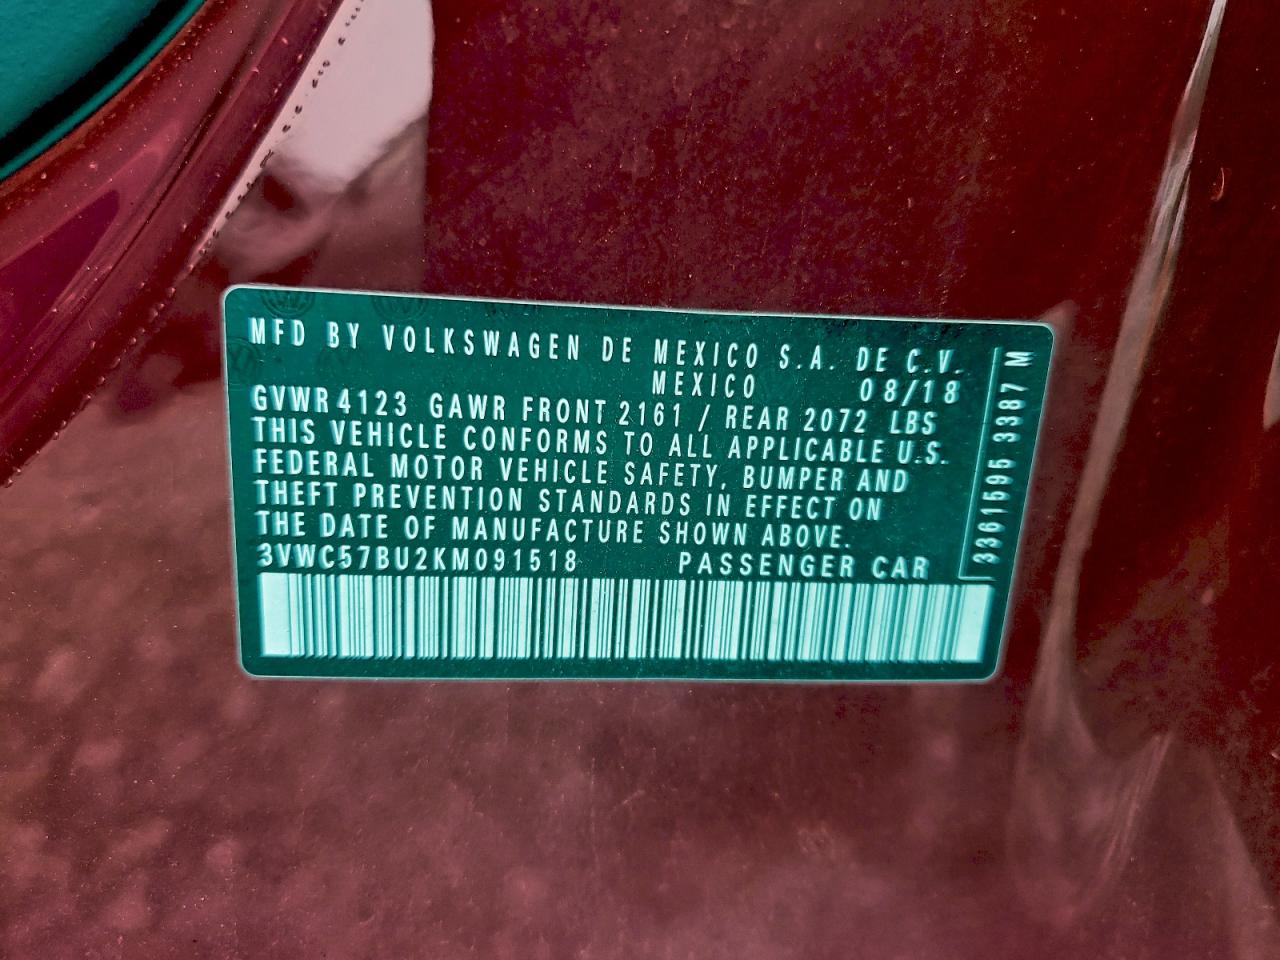 MFD BY VOLKSWAGEN DE MEXICO S.A. DE C.V.
MEXICO 08/18
GVWR 4123 GAWR FRONT 2161 / REAR 2072 LBS
THIS VEHICLE CONFORMS TO ALL APPLICABLE U.S.
FEDERAL MOTOR VEHICLE SAFETY, BUMPER AND
THEFT PREVENTION STANDARDS IN EFFECT ON
THE DATE OF MANUFACTURE SHOWN ABOVE.
3VWC57BU2KM091518 PASSENGER CAR
3361595 3387 M